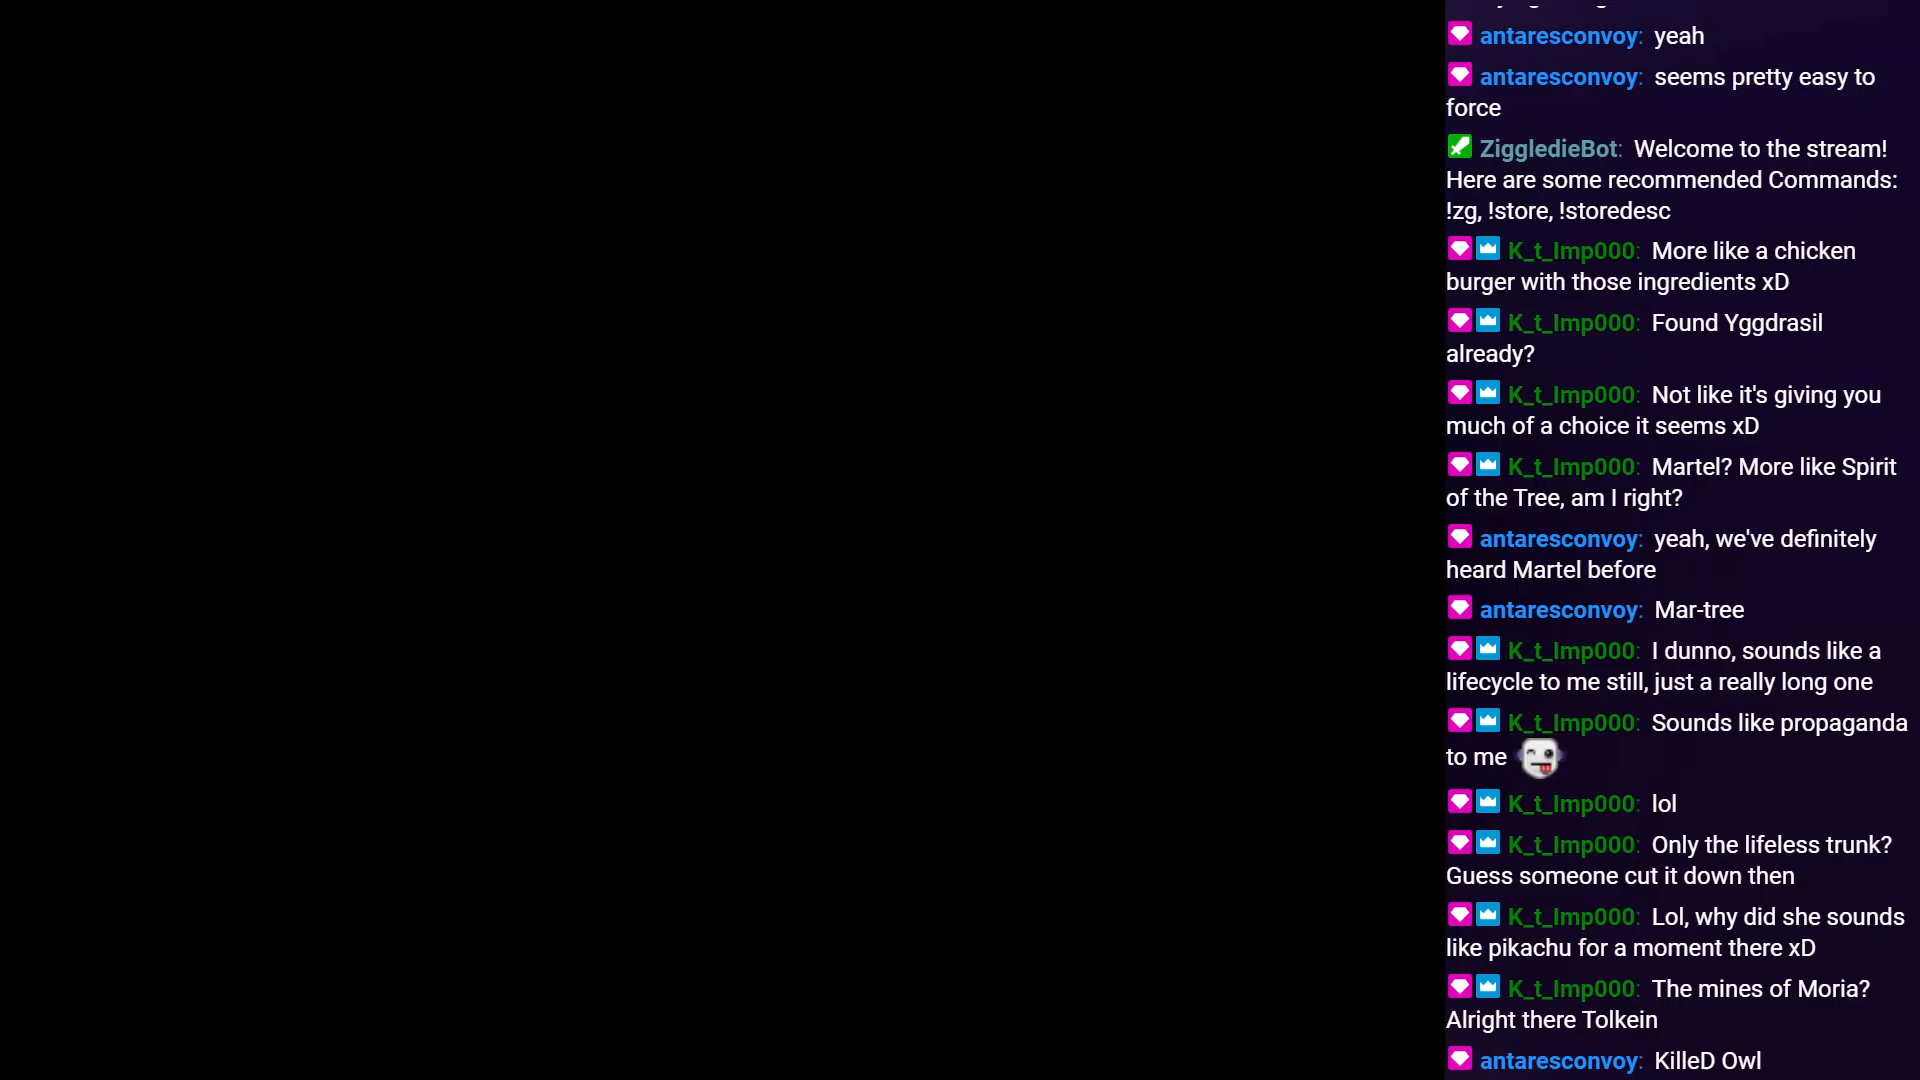 antaresconvoy: yeah
antaresconvoy: seems pretty easy to
force
ZiggledieBot: Welcome to the stream!
Here are some recommended Commands:
!zg, !store, !storedesc
K_t_Imp000: More like a chicken
burger with those ingredients xD
K_t_Imp000: Found Yggdrasil
already?
K_t_Imp000: Not like it's giving you
much of a choice it seems xD
K_t_Imp000: Martel? More like Spirit
of the Tree, am I right?
antaresconvoy: yeah, we've definitely
heard Martel before
antaresconvoy: Mar-tree
K_t_Imp000: I dunno, sounds like a
lifecycle to me still, just a really long one
K_t_Imp000: Sounds like propaganda
to me
K_t_Imp000: lol
K_t_Imp000: Only the lifeless trunk?
Guess someone cut it down then
K_t_Imp000: Lol, why did she sounds
like pikachu for a moment there xD
K_t_Imp000: The mines of Moria?
Alright there Tolkein
antaresconvoy: KilleD Owl